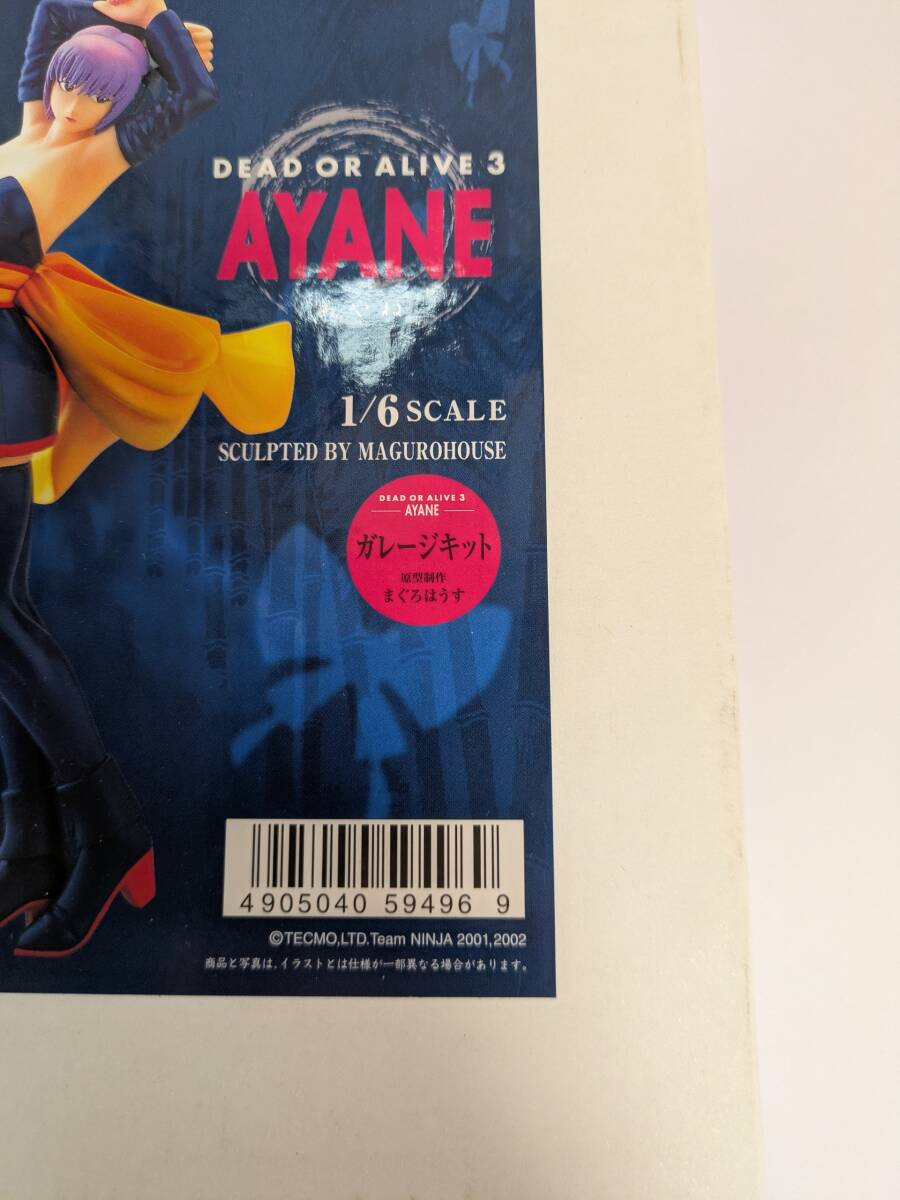 DEAD OR ALIVE 3
AYANE
あやね
1/6 SCALE
SCULPTED BY MAGUROHOUSE
DEAD OR ALIVE 3
AYANE
ガレージキット
原型制作
まぐろはうす
4905040 59496 9
©TECMO,LTD.Team NINJA 2001,2002
商品と写真は、イラストとは仕様が一部異なる場合があります。